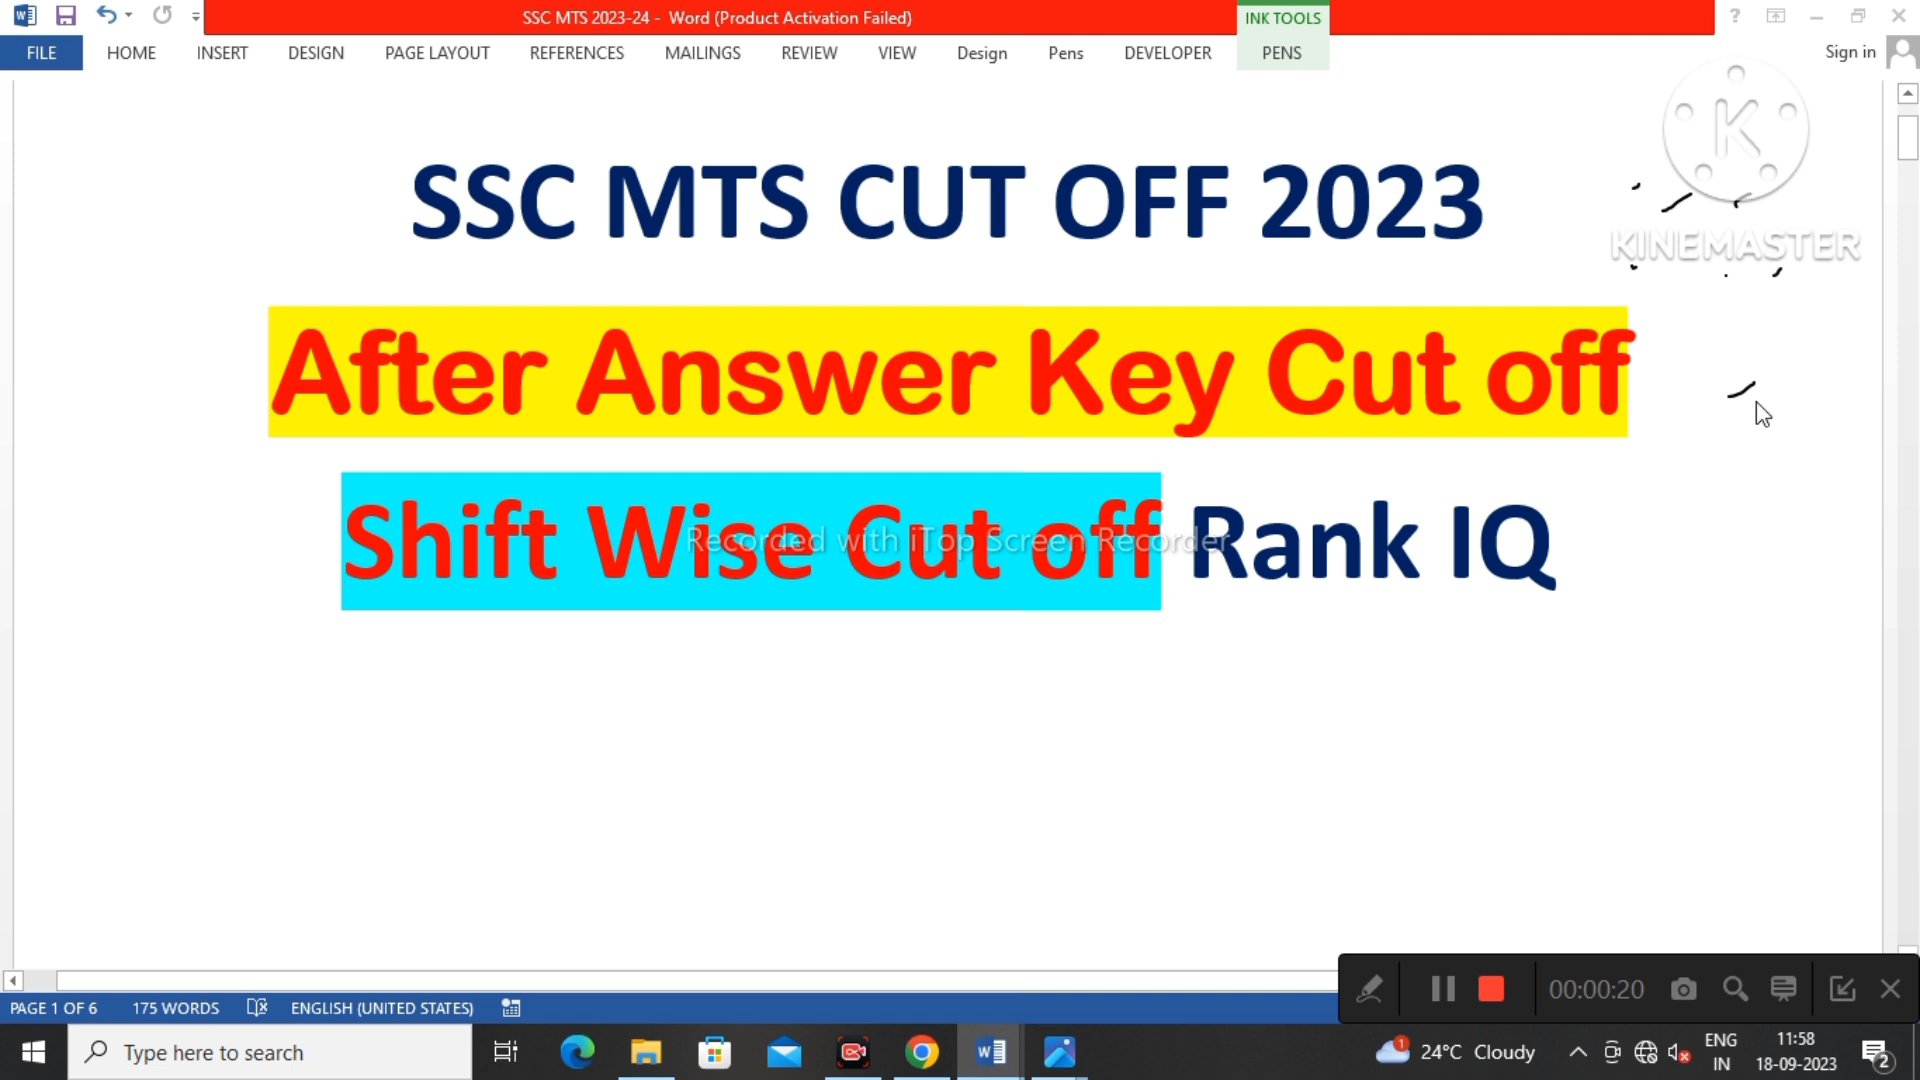 SSC MTS 2023-24 - Word (Product Activation Failed)
INK TOOLS
FILE HOME INSERT DESIGN PAGE LAYOUT REFERENCES MAILINGS REVIEW VIEW Design Pens DEVELOPER PENS
Sign in
K
KINEMASTER
SSC MTS CUT OFF 2023
After Answer Key Cut off
Shift Wise Cut off Rank IQ
Recorded with iTop Screen Recorder
00:00:20
PAGE 1 OF 6 175 WORDS ENGLISH (UNITED STATES)
Type here to search
1
24°C Cloudy
ENG
IN
11:58
18-09-2023
2